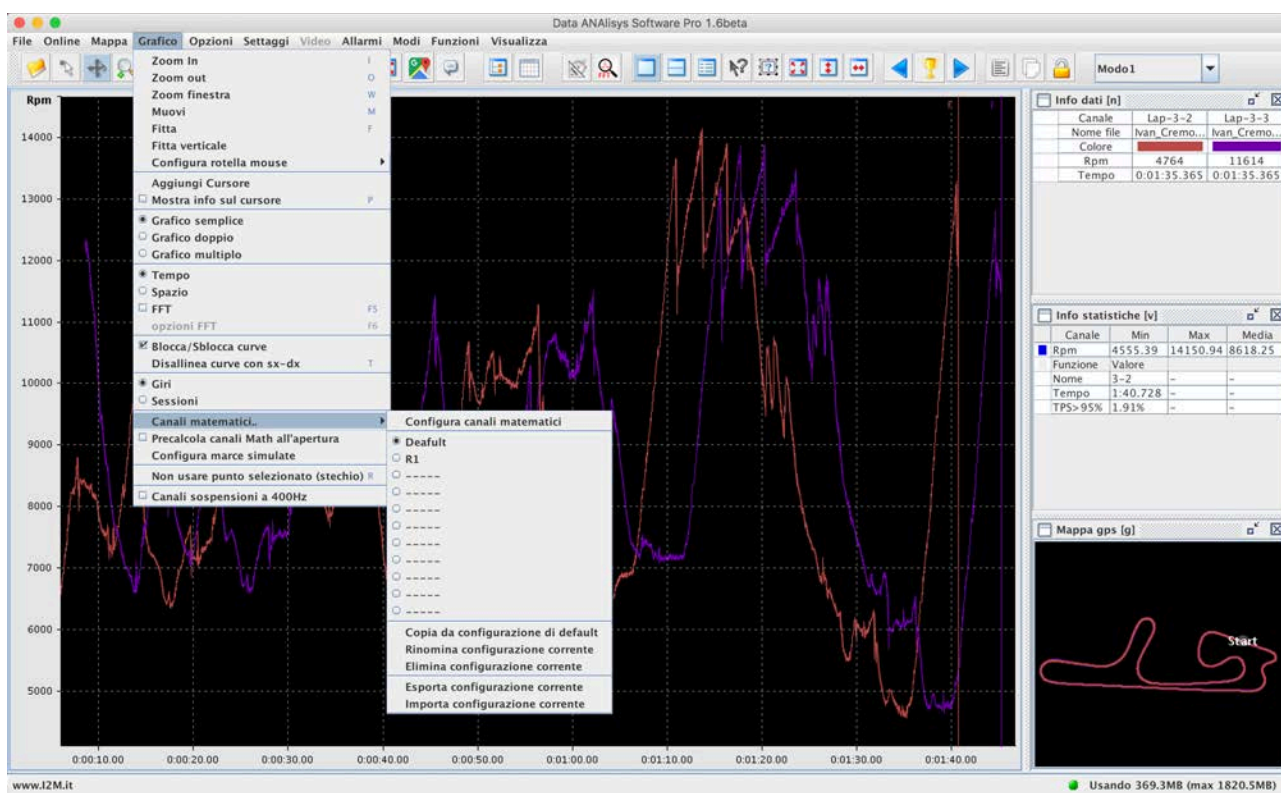 Data ANAlisys Software Pro 1.6beta
File Online Mappa Grafico Opzioni Settaggi Video Allarmi Modi Funzioni Visualizza
Modo1
Zoom In I
Zoom out O
Zoom finestra W
Muovi M
Fitta F
Fitta verticale
Configura rotella mouse
Aggiungi Cursore
Mostra info sul cursore P
Grafico semplice
Grafico doppio
Grafico multiplo
Tempo
Spazio
FFT F5
opzioni FFT F6
Blocca/Sblocca curve
Disallinea curve con sx-dx T
Giri
Sessioni
Canali matematici..
Precalcola canali Math all'apertura
Configura marce simulate
Non usare punto selezionato (stechio) R
Canali sospensioni a 400Hz
Configura canali matematici
Deafult
R1
-----
-----
-----
-----
-----
-----
-----
-----
-----
Copia da configurazione di default
Rinomina configurazione corrente
Elimina configurazione corrente
Esporta configurazione corrente
Importa configurazione corrente
Rpm
14000
13000
12000
11000
10000
9000
8000
7000
6000
5000
0:00:10.00 0:00:20.00 0:00:30.00 0:00:40.00 0:00:50.00 0:01:00.00 0:01:10.00 0:01:20.00 0:01:30.00 0:01:40.00
Info dati [n]
Canale Lap-3-2 Lap-3-3
Nome file Ivan_Cremo... Ivan_Cremo...
Colore
Rpm 4764 11614
Tempo 0:01:35.365 0:01:35.365
Info statistiche [v]
Canale Min Max Media
Rpm 4555.39 14150.94 8618.25
Funzione Valore
Nome 3-2 - -
Tempo 1:40.728 - -
TPS>95% 1.91% - -
Mappa gps [g]
Start
www.I2M.it
Usando 369.3MB (max 1820.5MB)